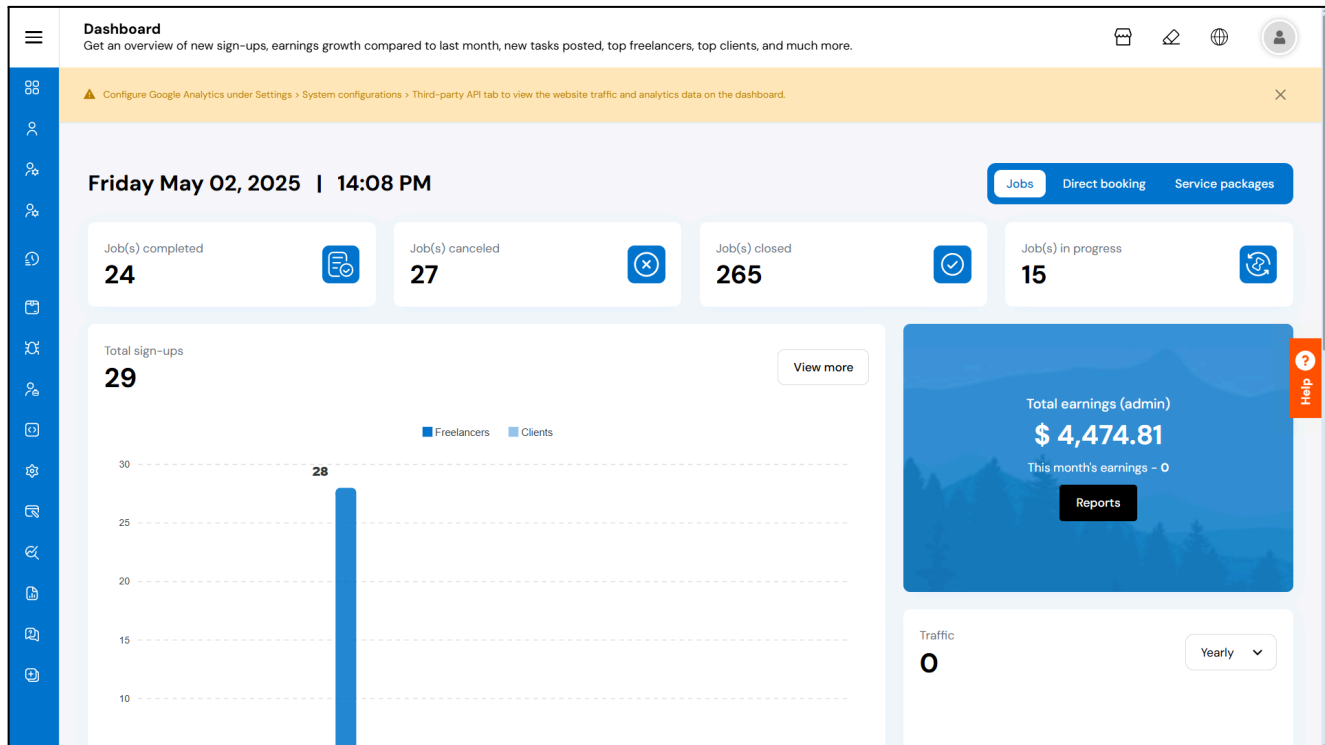 Dashboard
Get an overview of new sign-ups, earnings growth compared to last month, new tasks posted, top freelancers, top clients, and much more.
Configure Google Analytics under Settings > System configurations > Third-party API tab to view the website traffic and analytics data on the dashboard.
Friday May 02, 2025 | 14:08 PM
Jobs Direct booking Service packages
Job(s) completed
24
Job(s) canceled
27
Job(s) closed
265
Job(s) in progress
15
Total sign-ups
29
View more
Freelancers Clients
30
28
25
20
15
10
Total earnings (admin)
$ 4,474.81
This month's earnings - 0
Reports
Help
Traffic
0
Yearly